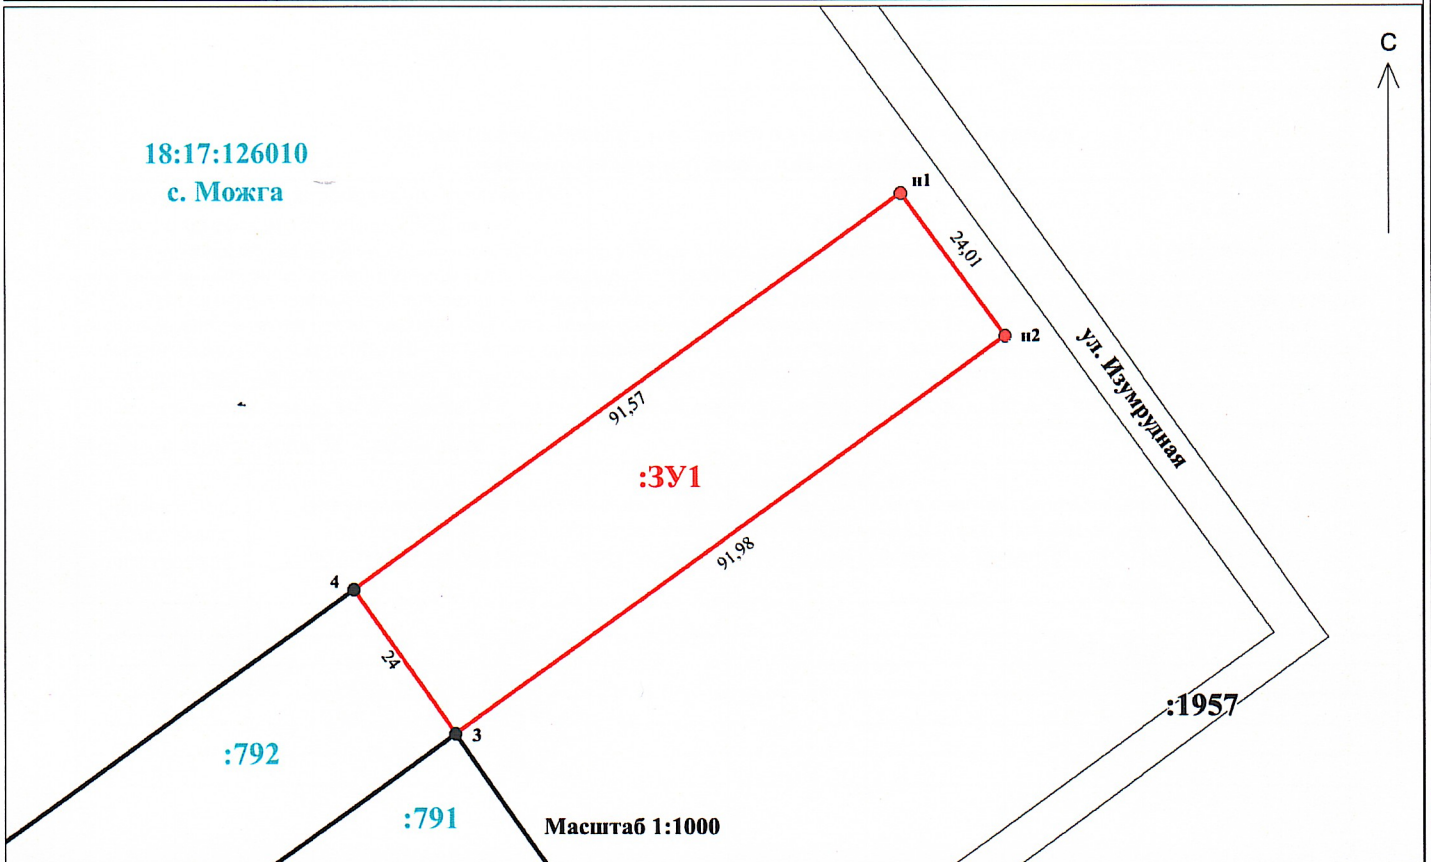 С
18:17:126010
с. Можга
н1
24,01
н2
ул. Изумрудная
91,57
:ЗУ1
91,98
4
24
3
:1957
:792
:791
Масштаб 1:1000